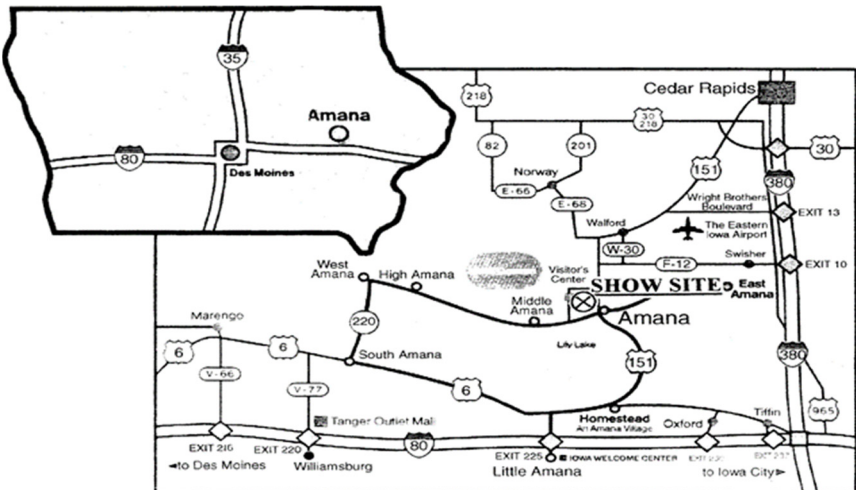 35
Amana
80
Des Moines
218
30
218
Cedar Rapids
82
201
151
30
Norway
E-66
E-68
380
Wright Brothers
Boulevard
EXIT 13
Walford
The Eastern
Iowa Airport
W-30
F-12
Swisher
EXIT 10
West
Amana
High Amana
Visitor's
Center
SHOW SITE
East
Amana
Middle
Amana
Amana
220
Marengo
Lily Lake
6
6
South Amana
151
380
V-66
V-77
6
965
Tanger Outlet Mall
Homestead
An Amana Village
Oxford
Tiffin
EXIT 216
EXIT 220
80
EXIT 225
IOWA WELCOME CENTER
to Des Moines
Williamsburg
Little Amana
to Iowa City